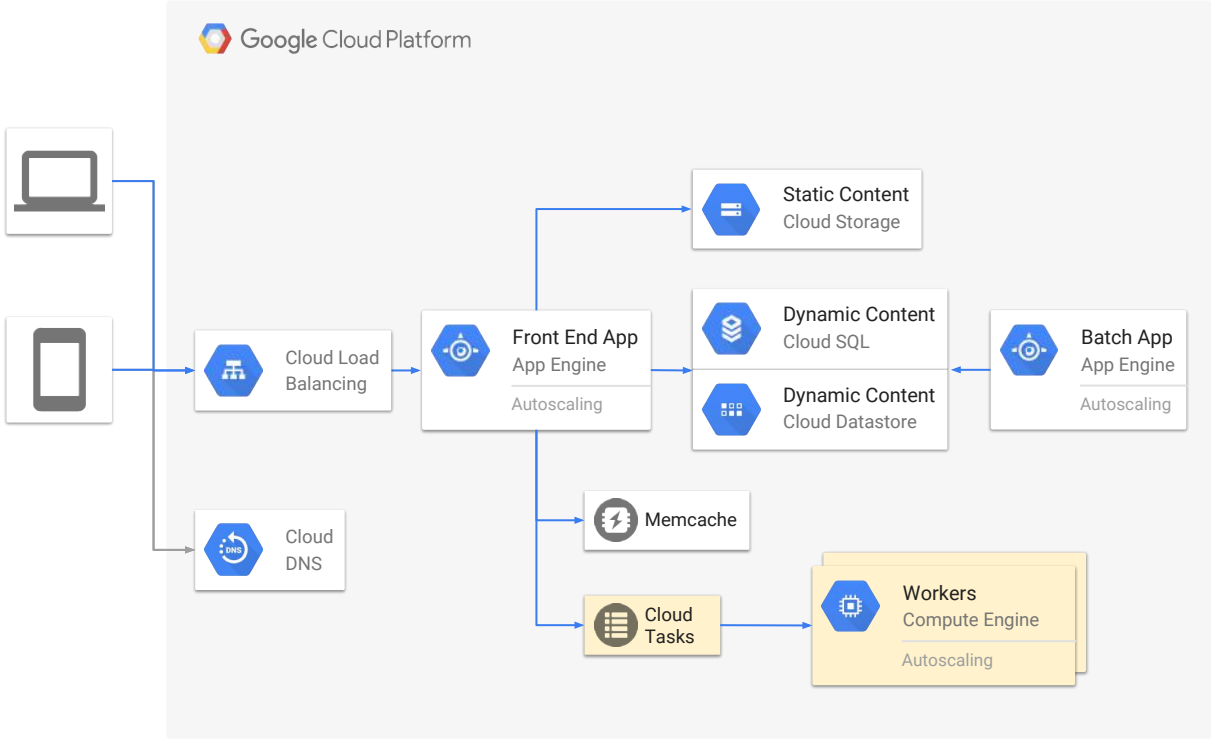 Google Cloud Platform
Static Content
Cloud Storage
Dynamic Content
Cloud SQL
Front End App
App Engine
Autoscaling
Batch App
App Engine
Autoscaling
Cloud Load
Balancing
Dynamic Content
Cloud Datastore
Memcache
DNS
Cloud
DNS
Cloud
Tasks
Workers
Compute Engine
Autoscaling